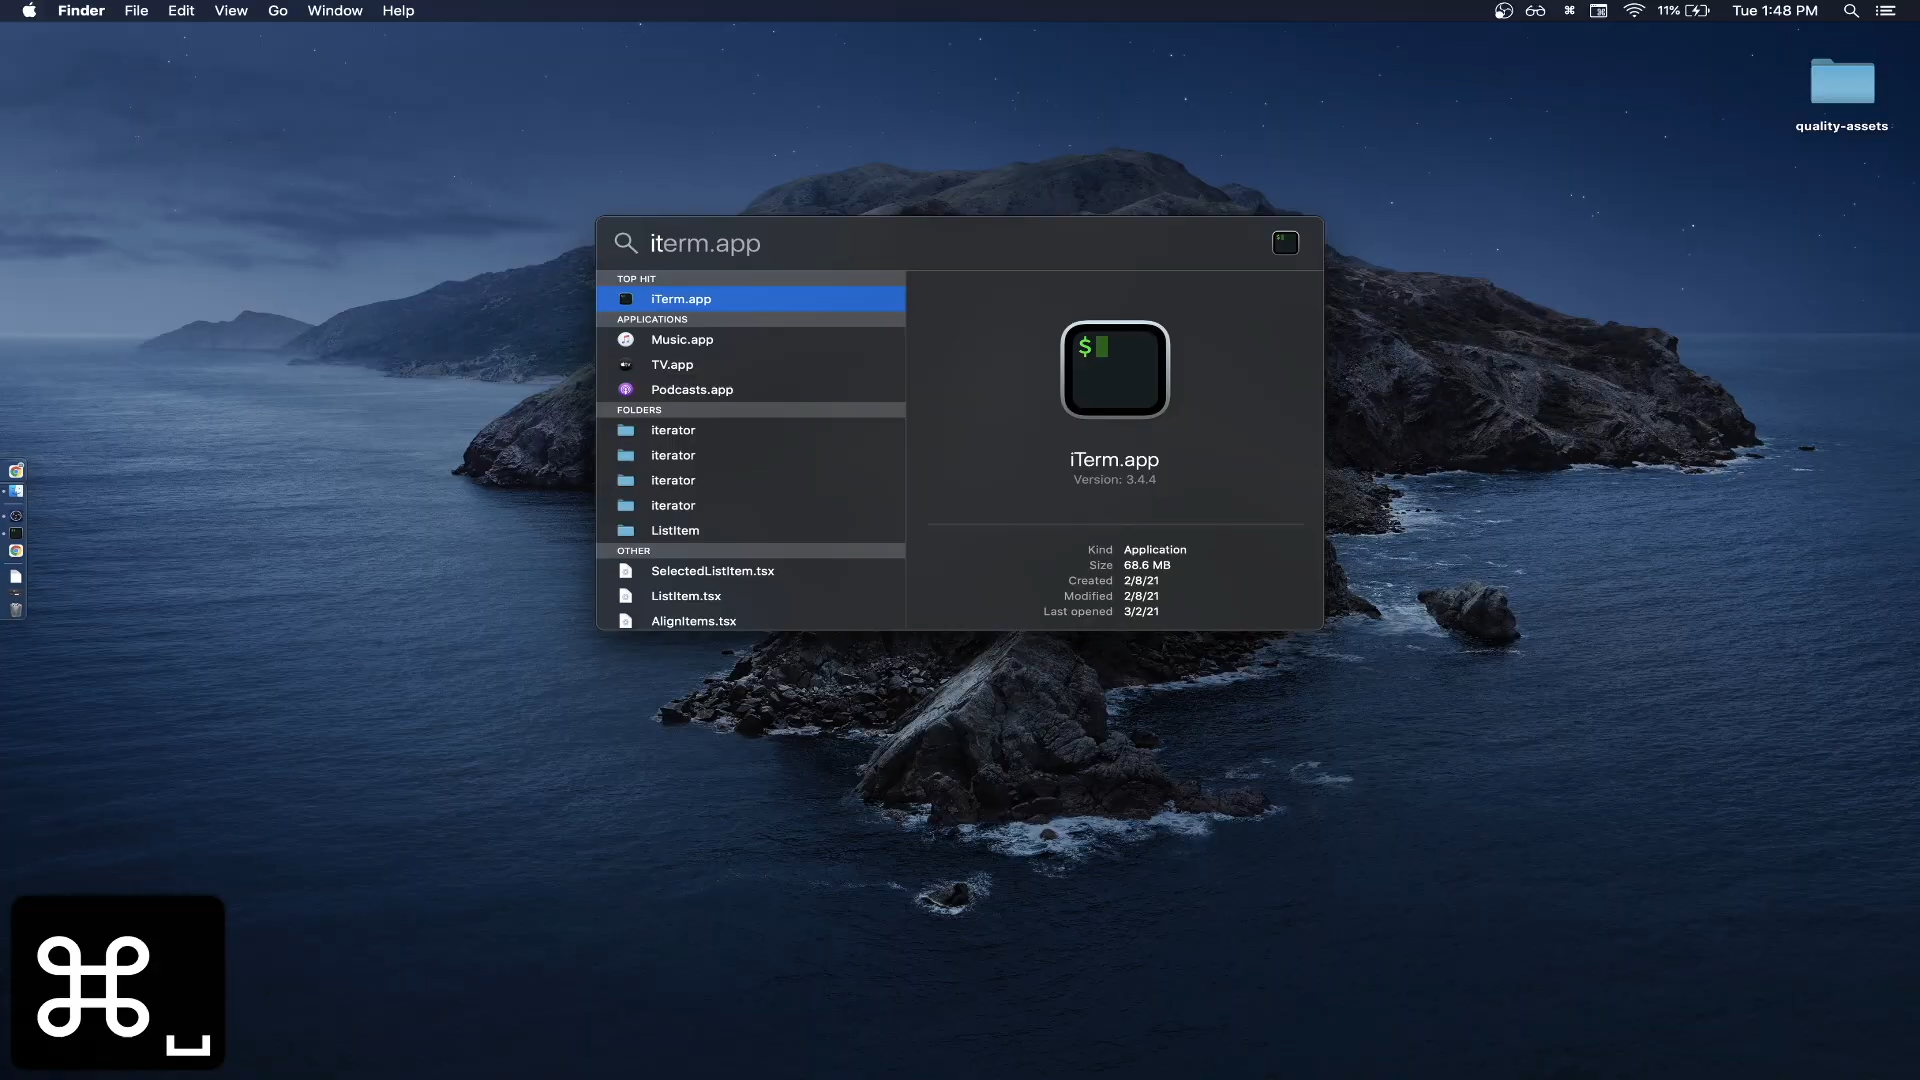 Finder File Edit View Go Window Help 11% Tue 1:48 PM
quality-assets
iterm.app
TOP HIT
iTerm.app
APPLICATIONS
Music.app
TV.app
Podcasts.app
FOLDERS
iterator
iterator
iterator
iterator
ListItem
OTHER
SelectedListItem.tsx
ListItem.tsx
AlignItems.tsx
$
iTerm.app
Version: 3.4.4
Kind Application
Size 68.6 MB
Created 2/8/21
Modified 2/8/21
Last opened 3/2/21